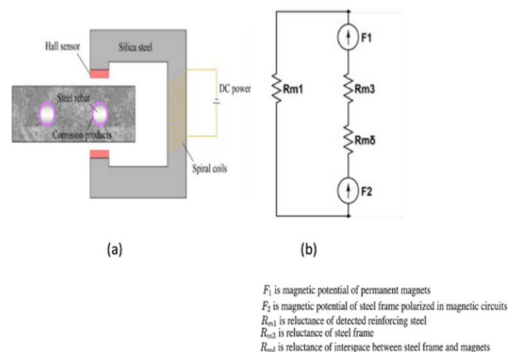 Hall sensor
Silica steel
Steel rebar
Corrosion products
DC power
Spiral coils
(a)
F1
Rm1
Rm3
Rmδ
F2
(b)
F₁ is magnetic potential of permanent magnets
F₂ is magnetic potential of steel frame polarized in magnetic circuits
Rm1 is reluctance of detected reinforcing steel
Rm3 is reluctance of steel frame
Rmδ is reluctance of interspace between steel frame and magnets